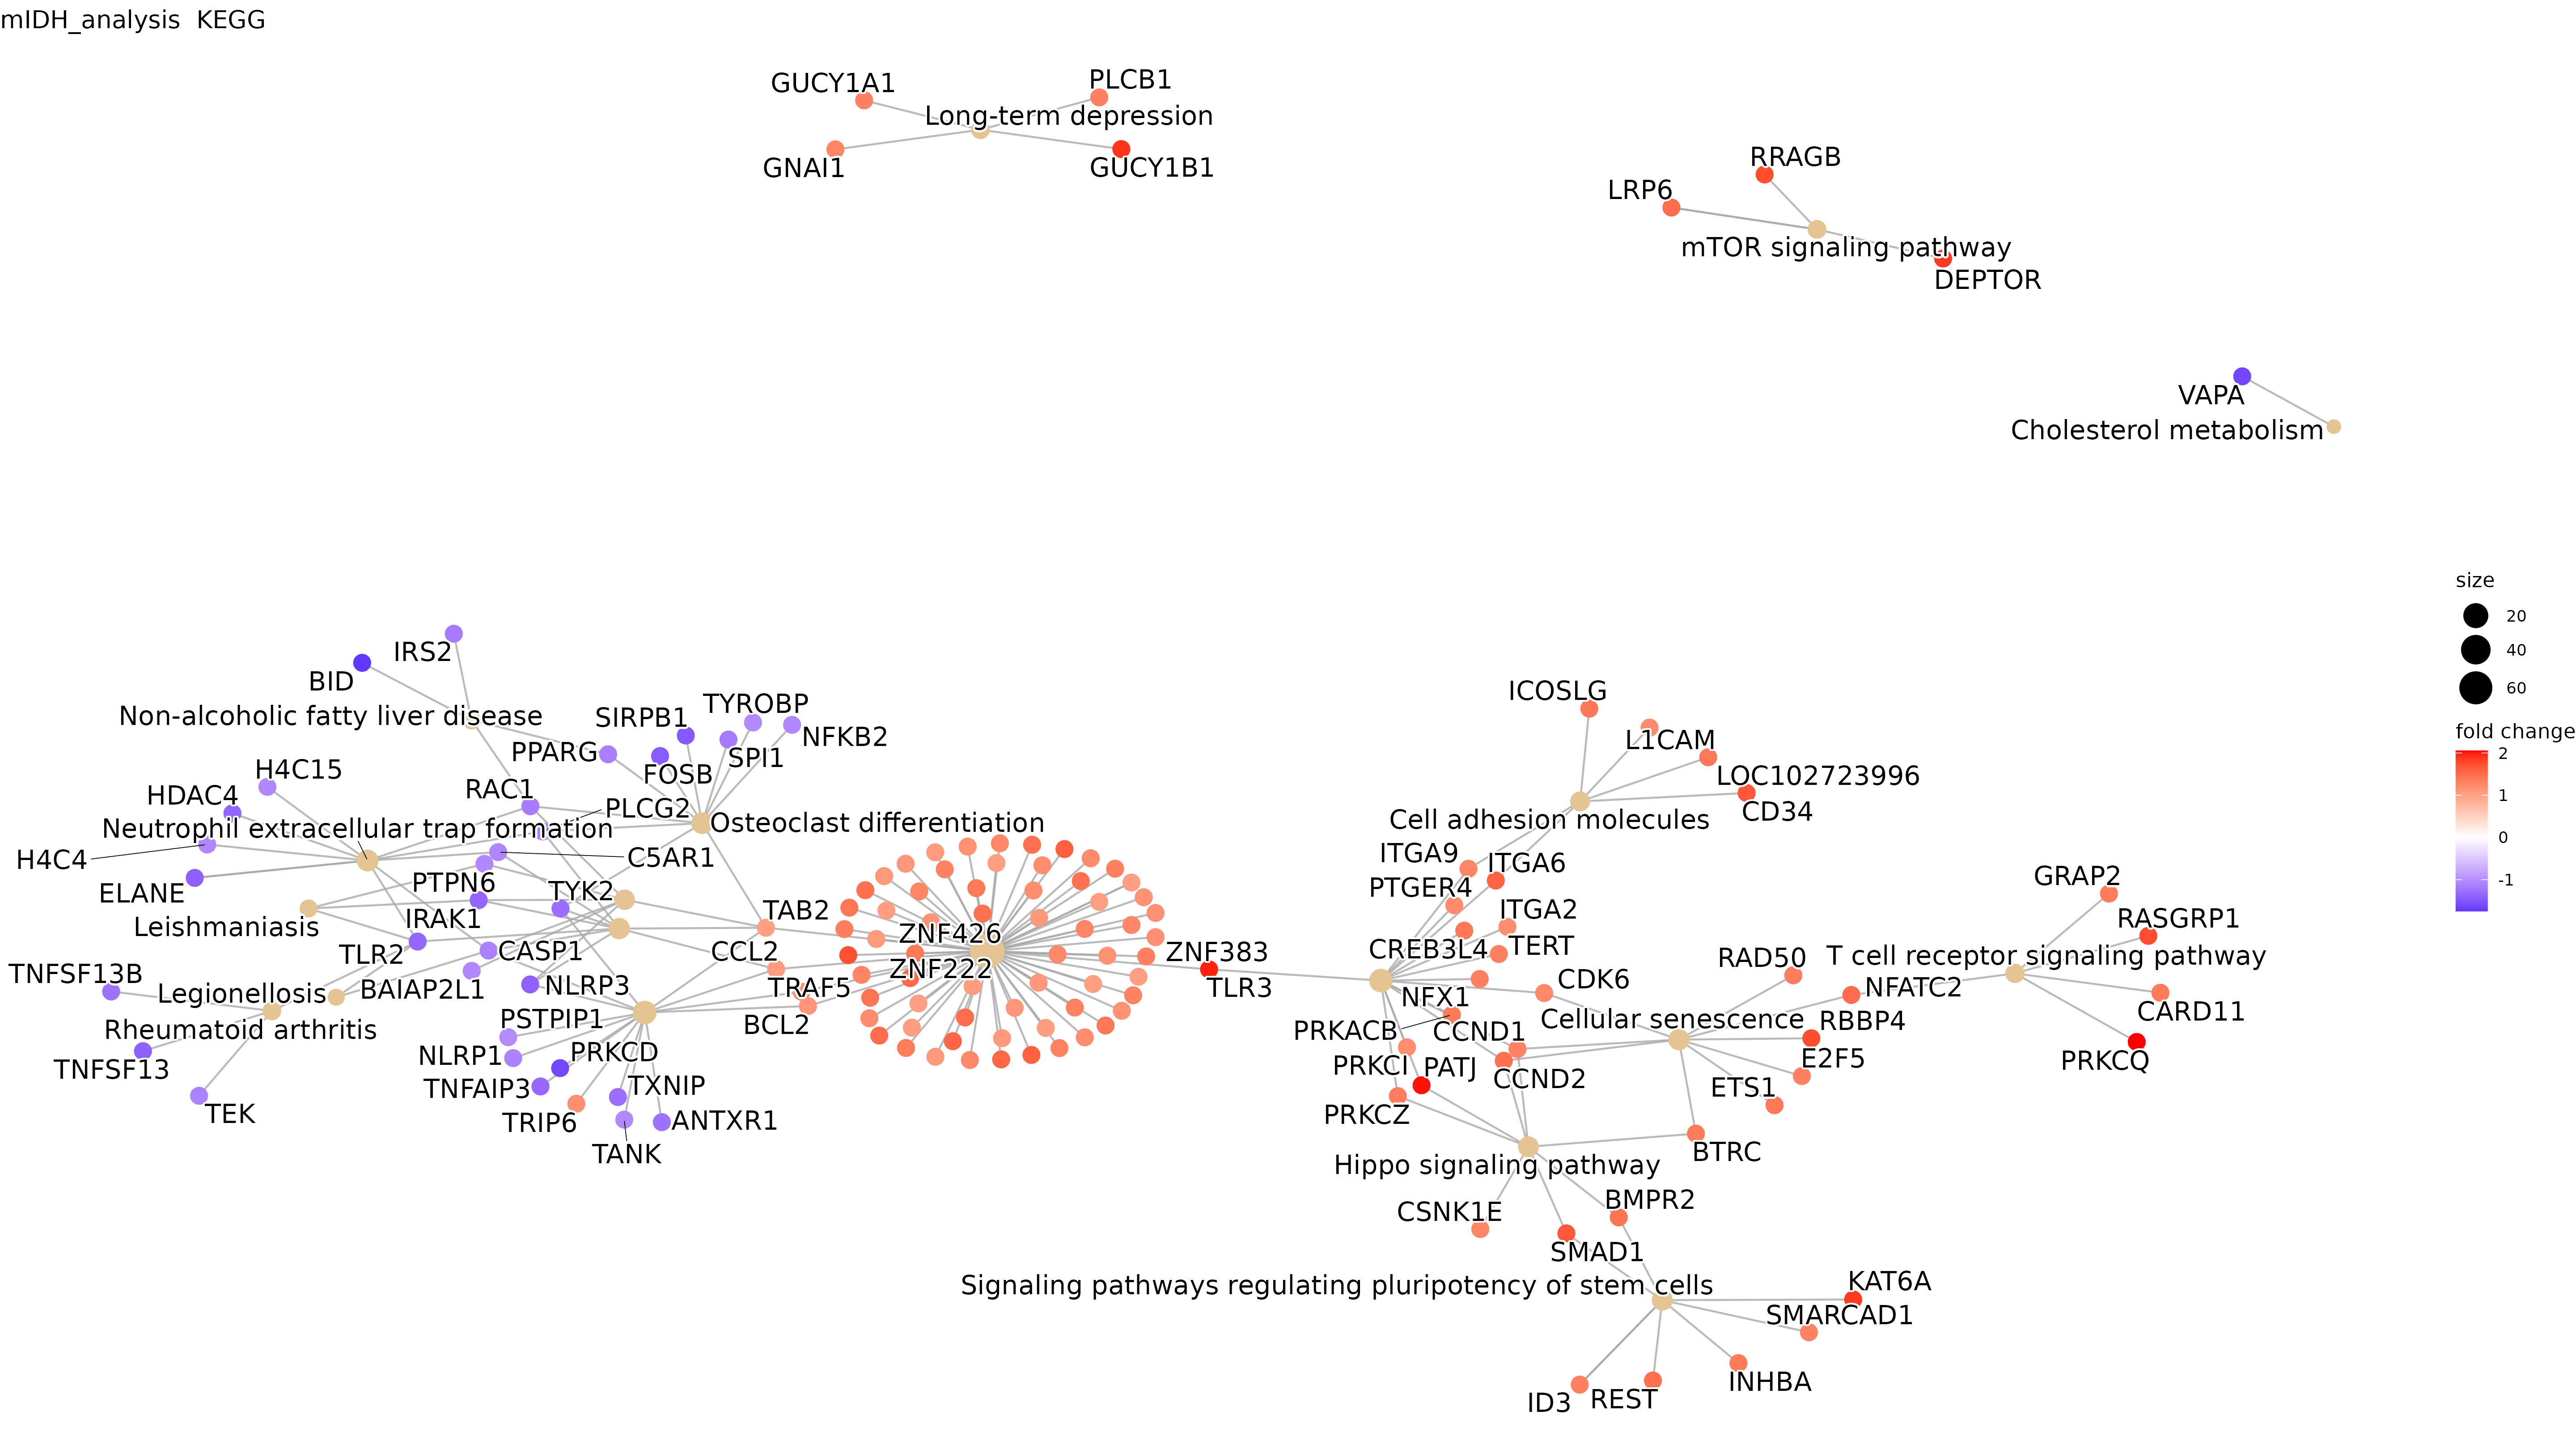 mIDH_analysis  KEGG
GUCY1A1
PLCB1
Long-term depression
GNAI1
GUCY1B1
RRAGB
LRP6
mTOR signaling pathway
DEPTOR
VAPA
Cholesterol metabolism
size
20
40
60
fold change
2
1
0
-1
IRS2
BID
Non-alcoholic fatty liver disease
SIRPB1
TYROBP
NFKB2
PPARG
SPI1
FOSB
H4C15
HDAC4
RAC1
PLCG2
Neutrophil extracellular trap formation
Osteoclast differentiation
H4C4
C5AR1
ELANE
PTPN6
TYK2
Leishmaniasis
IRAK1
TAB2
TLR2
CASP1
CCL2
ZNF426
ZNF222
TNFSF13B
Legionellosis
BAIAP2L1
NLRP3
TRAF5
Rheumatoid arthritis
PSTPIP1
BCL2
TNFSF13
NLRP1
PRKCD
TNFAIP3
TXNIP
TEK
TRIP6
ANTXR1
TANK
ZNF383
TLR3
ICOSLG
L1CAM
LOC102723996
CD34
Cell adhesion molecules
ITGA9
ITGA6
PTGER4
ITGA2
CREB3L4
TERT
CDK6
NFX1
PRKACB
CCND1
Cellular senescence
RAD50
NFATC2
T cell receptor signaling pathway
GRAP2
RASGRP1
CARD11
PRKCQ
RBBP4
E2F5
ETS1
PRKCI
PATJ
CCND2
PRKCZ
BTRC
Hippo signaling pathway
CSNK1E
BMPR2
SMAD1
Signaling pathways regulating pluripotency of stem cells
KAT6A
SMARCAD1
INHBA
ID3
REST